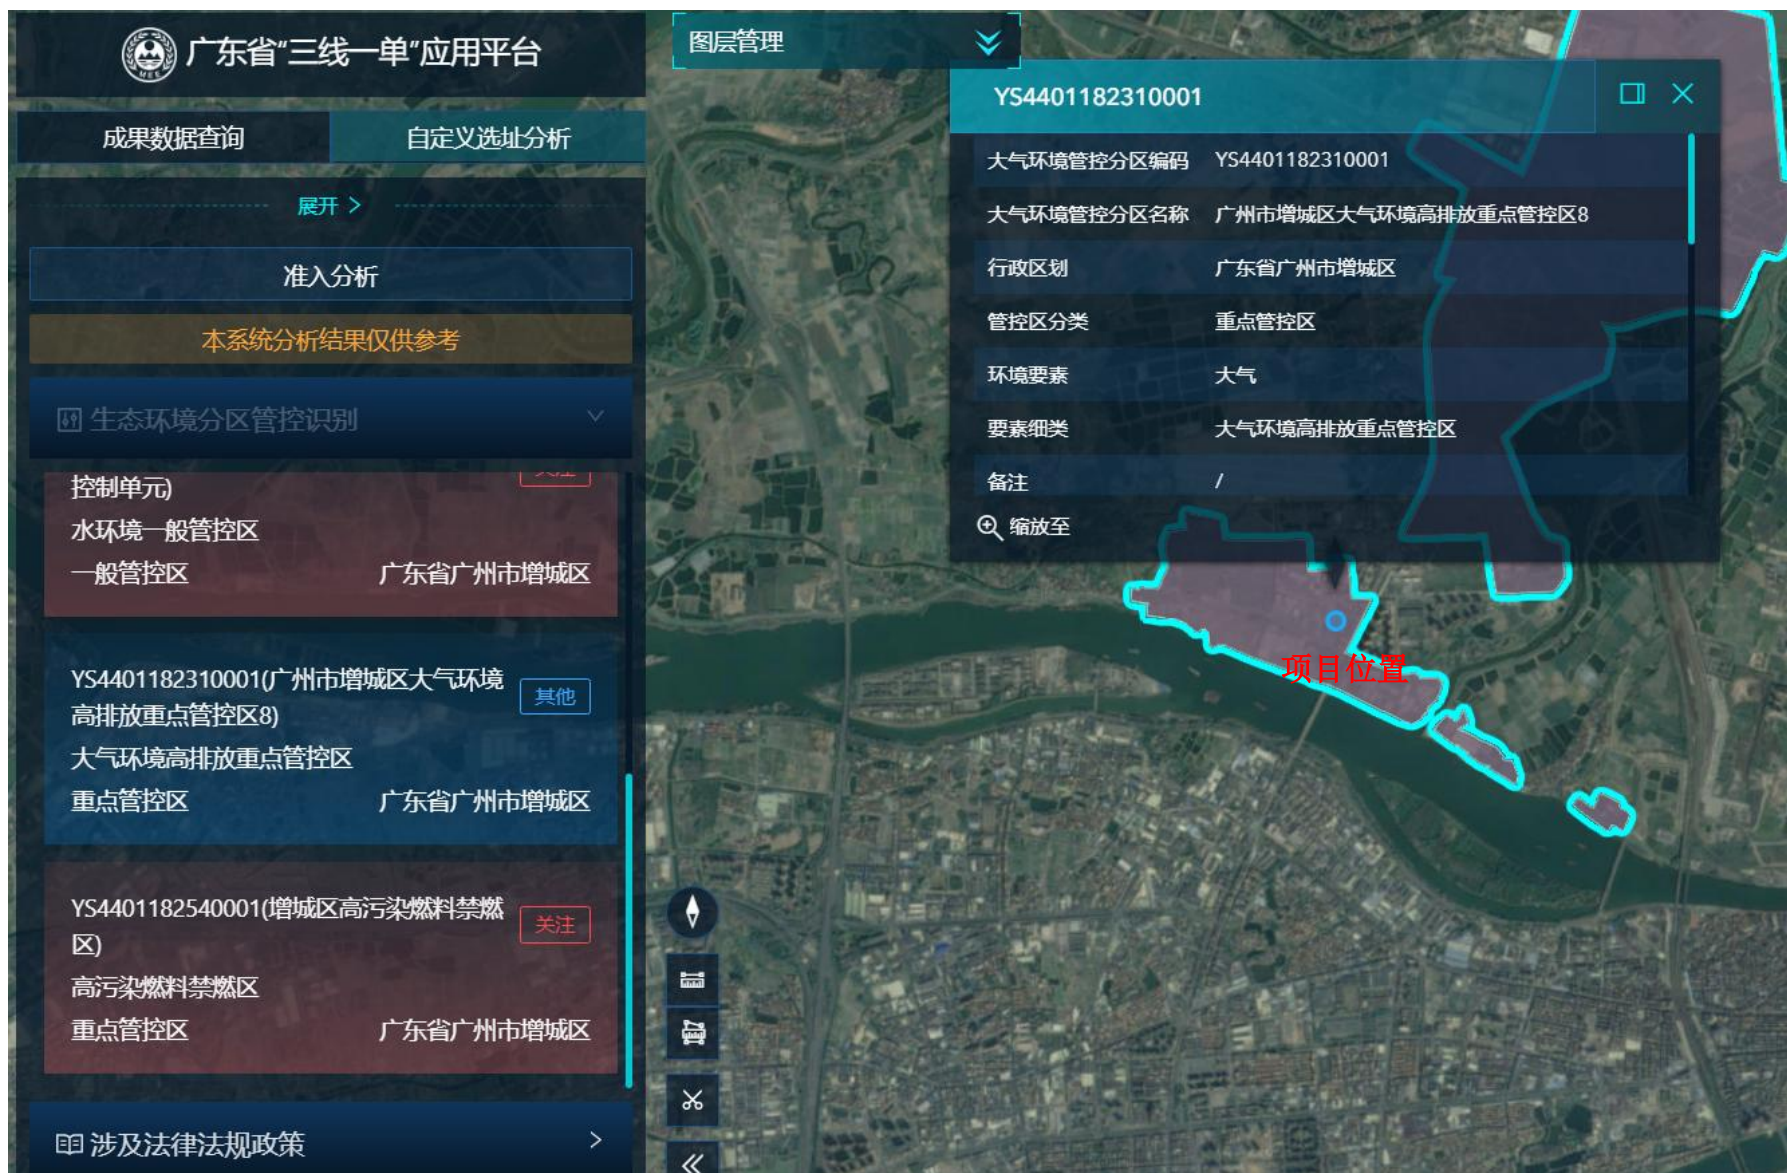 广东省“三线一单”应用平台
MEE
成果数据查询
自定义选址分析
展开 >
准入分析
本系统分析结果仅供参考
生态环境分区管控识别
控制单元)
关注
水环境一般管控区
一般管控区
广东省广州市增城区
YS4401182310001(广州市增城区大气环境
高排放重点管控区8)
其他
大气环境高排放重点管控区
重点管控区
广东省广州市增城区
YS4401182540001(增城区高污染燃料禁燃
区)
关注
高污染燃料禁燃区
重点管控区
广东省广州市增城区
涉及法律法规政策
图层管理
YS4401182310001
大气环境管控分区编码 YS4401182310001
大气环境管控分区名称 广州市增城区大气环境高排放重点管控区8
行政区划 广东省广州市增城区
管控区分类 重点管控区
环境要素 大气
要素细类 大气环境高排放重点管控区
备注 /
缩放至
项目位置